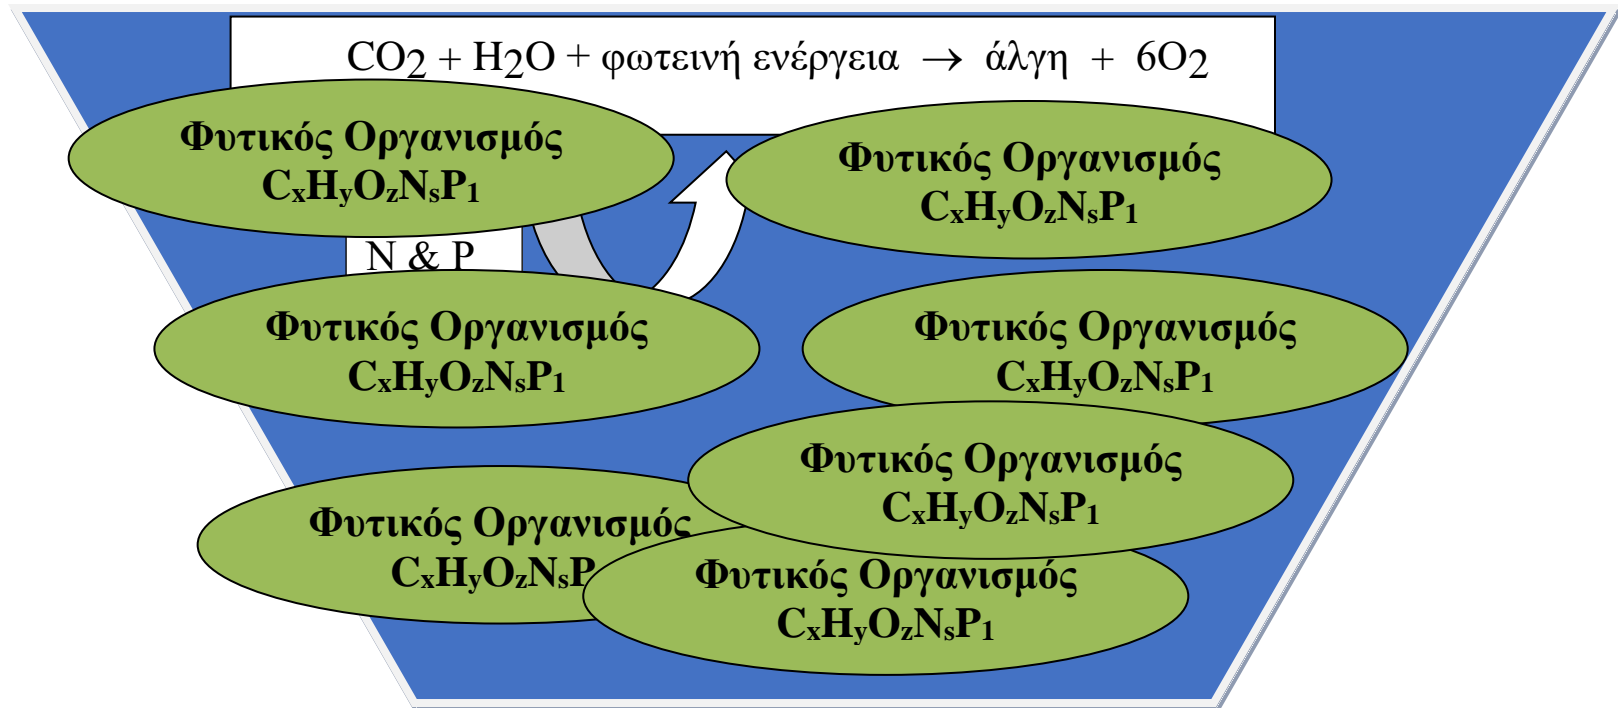 CO2 + H2O + φωτεινή ενέργεια → άλγη + 6O2
Φυτικός Οργανισμός
CxHyOzNsP1
Φυτικός Οργανισμός
CxHyOzNsP1
N & P
Φυτικός Οργανισμός
CxHyOzNsP1
Φυτικός Οργανισμός
CxHyOzNsP1
Φυτικός Οργανισμός
CxHyOzNsP1
Φυτικός Οργανισμός
CxHyOzNsP
Φυτικός Οργανισμός
CxHyOzNsP1